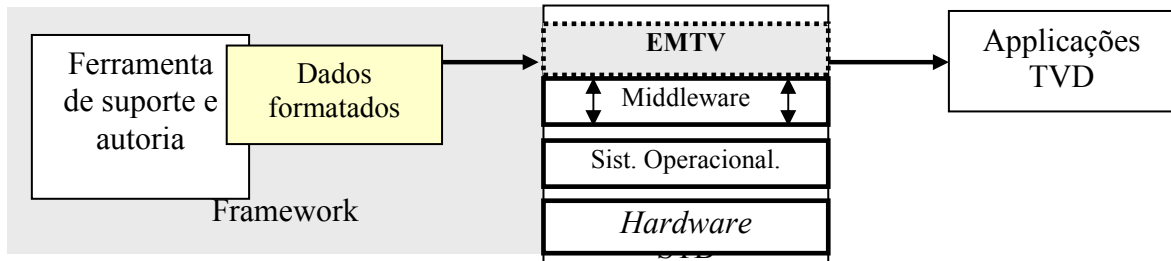 Ferramenta
de suporte e
autoria
Dados
formatados
Framework
EMTV
Middleware
Sist. Operacional.
Hardware
Applicações
TVD